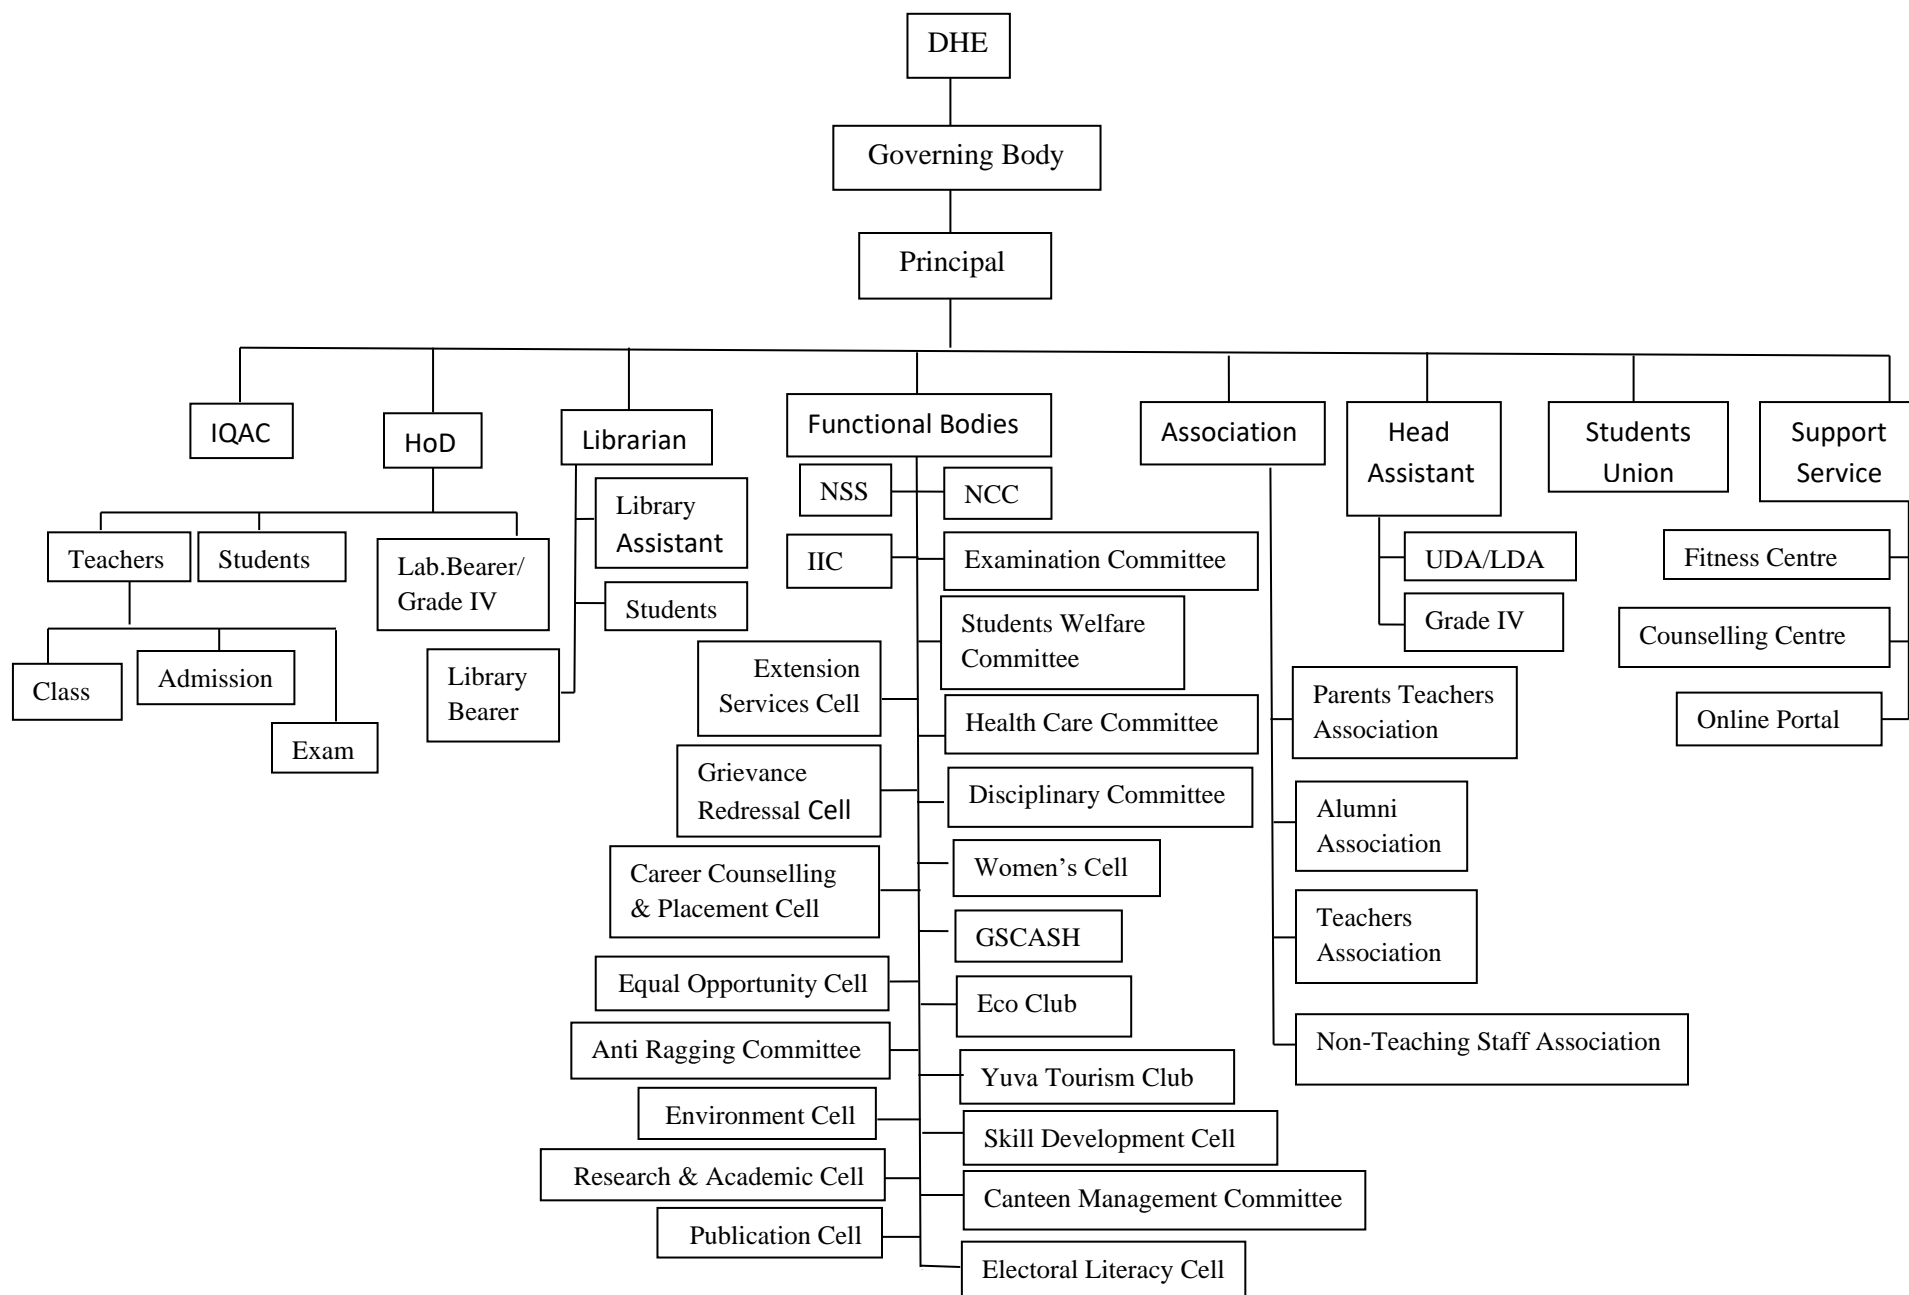 DHE
Governing Body
Principal
IQAC
HoD
Librarian
Functional Bodies
Association
Head
Assistant
Students
Union
Support
Service
Teachers
Students
Lab.Bearer/
Grade IV
Class
Admission
Exam
Library
Assistant
Students
Library
Bearer
NSS
NCC
IIC
Examination Committee
Students Welfare
Committee
Extension
Services Cell
Health Care Committee
Grievance
Redressal Cell
Disciplinary Committee
Career Counselling
& Placement Cell
Women's Cell
GSCASH
Equal Opportunity Cell
Eco Club
Anti Ragging Committee
Yuva Tourism Club
Environment Cell
Skill Development Cell
Research & Academic Cell
Canteen Management Committee
Publication Cell
Electoral Literacy Cell
Parents Teachers
Association
Alumni
Association
Teachers
Association
Non-Teaching Staff Association
UDA/LDA
Grade IV
Fitness Centre
Counselling Centre
Online Portal